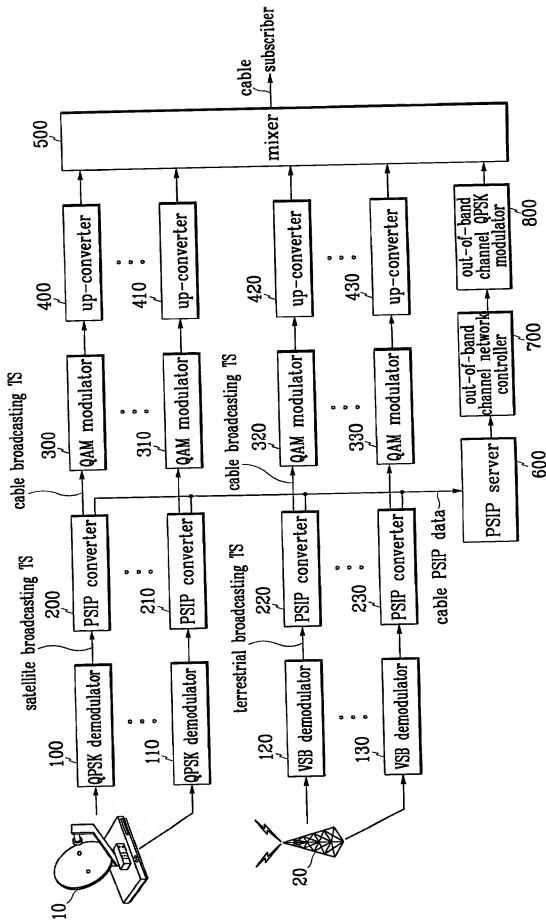 10
100
QPSK demodulator
satellite broadcasting TS
200
PSIP converter
cable broadcasting TS
300
QAM modulator
400
up-converter
110
QPSK demodulator
210
PSIP converter
310
QAM modulator
410
up-converter
20
120
VSB demodulator
terrestrial broadcasting TS
220
PSIP converter
cable broadcasting TS
320
QAM modulator
420
up-converter
130
VSB demodulator
230
PSIP converter
330
QAM modulator
430
up-converter
500
mixer
cable
subscriber
cable PSIP data
PSIP server
600
out-of-band
channel network
controller
700
out-of-band
channel QPSK
modulator
800